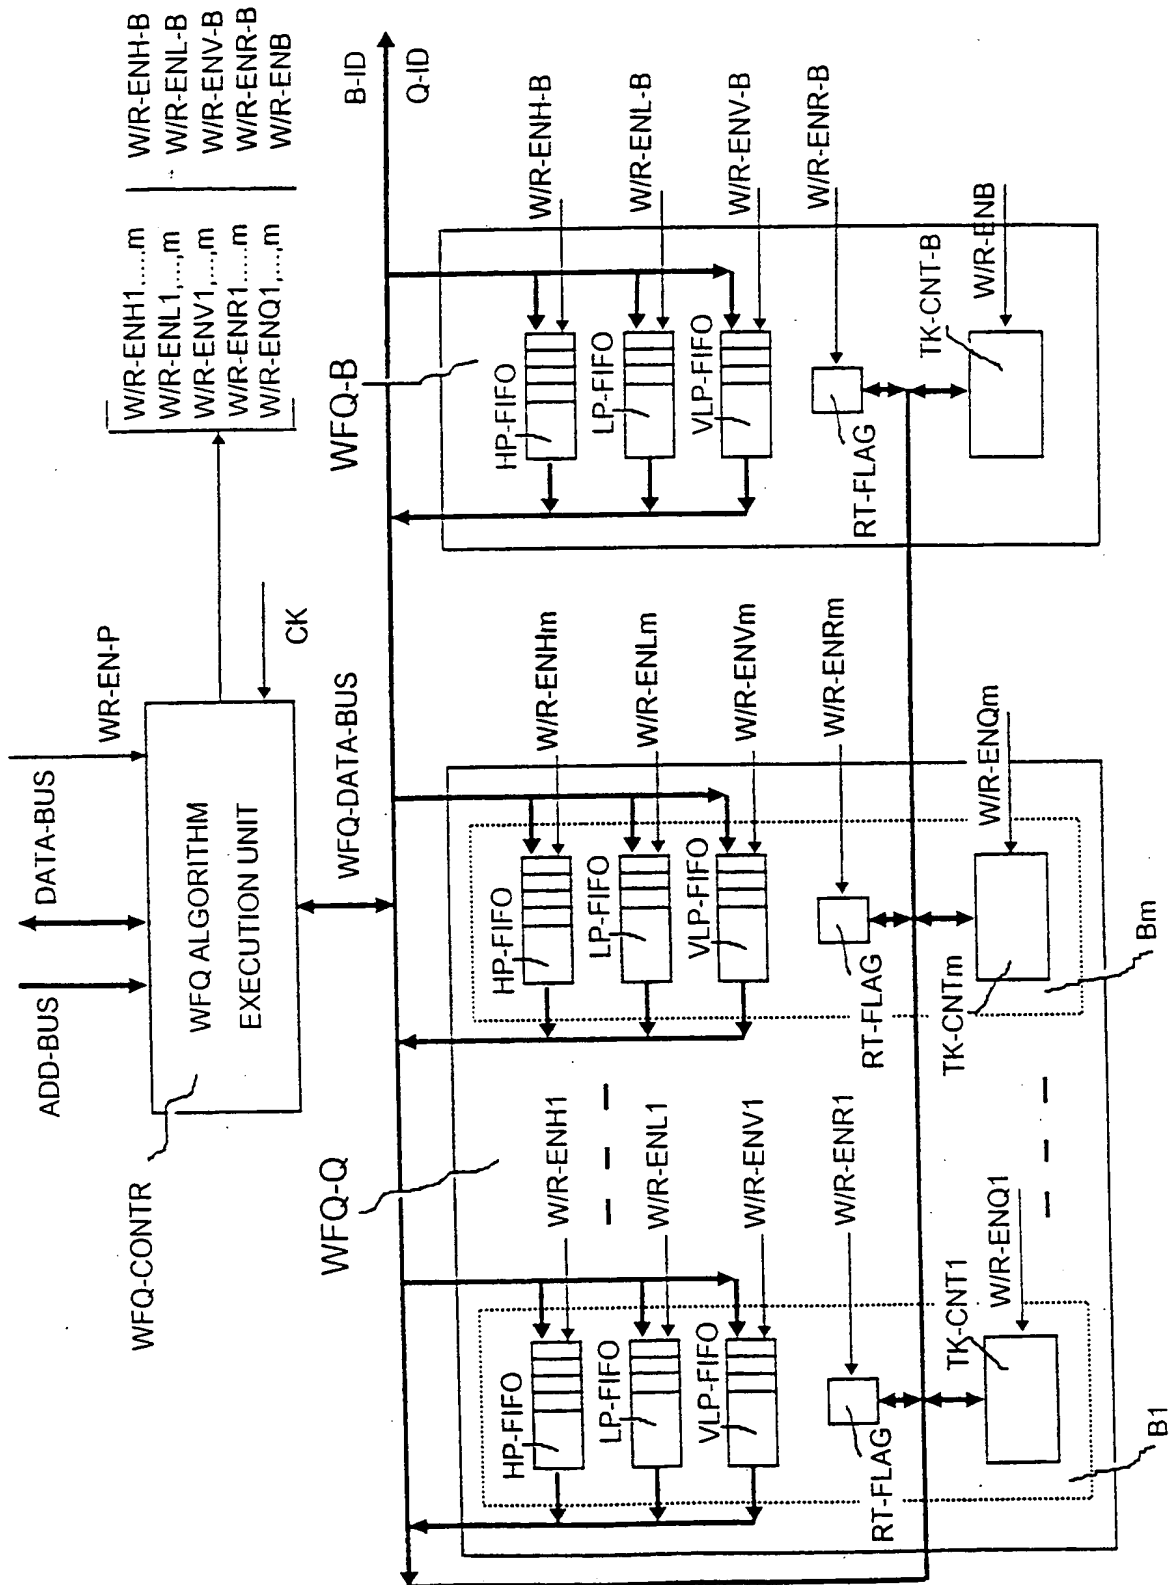 ADD-BUS
DATA-BUS
WR-EN-P
WFQ-CONTR
WFQ ALGORITHM
EXECUTION UNIT
CK
W/R-ENH1.....m
W/R-ENL1,...,m
W/R-ENV1,...,m
W/R-ENR1.....m
W/R-ENQ1,...,m
W/R-ENH-B
W/R-ENL-B
W/R-ENV-B
W/R-ENR-B
W/R-ENB
WFQ-DATA-BUS
B-ID
Q-ID
WFQ-Q
WFQ-B
HP-FIFO
W/R-ENH1
LP-FIFO
W/R-ENL1
VLP-FIFO
W/R-ENV1
RT-FLAG
W/R-ENR1
TK-CNT1
W/R-ENQ1
B1
HP-FIFO
W/R-ENHm
LP-FIFO
W/R-ENLm
VLP-FIFO
W/R-ENVm
RT-FLAG
W/R-ENRm
TK-CNTm
W/R-ENQm
Bm
HP-FIFO
W/R-ENH-B
LP-FIFO
W/R-ENL-B
VLP-FIFO
W/R-ENV-B
RT-FLAG
W/R-ENR-B
TK-CNT-B
W/R-ENB